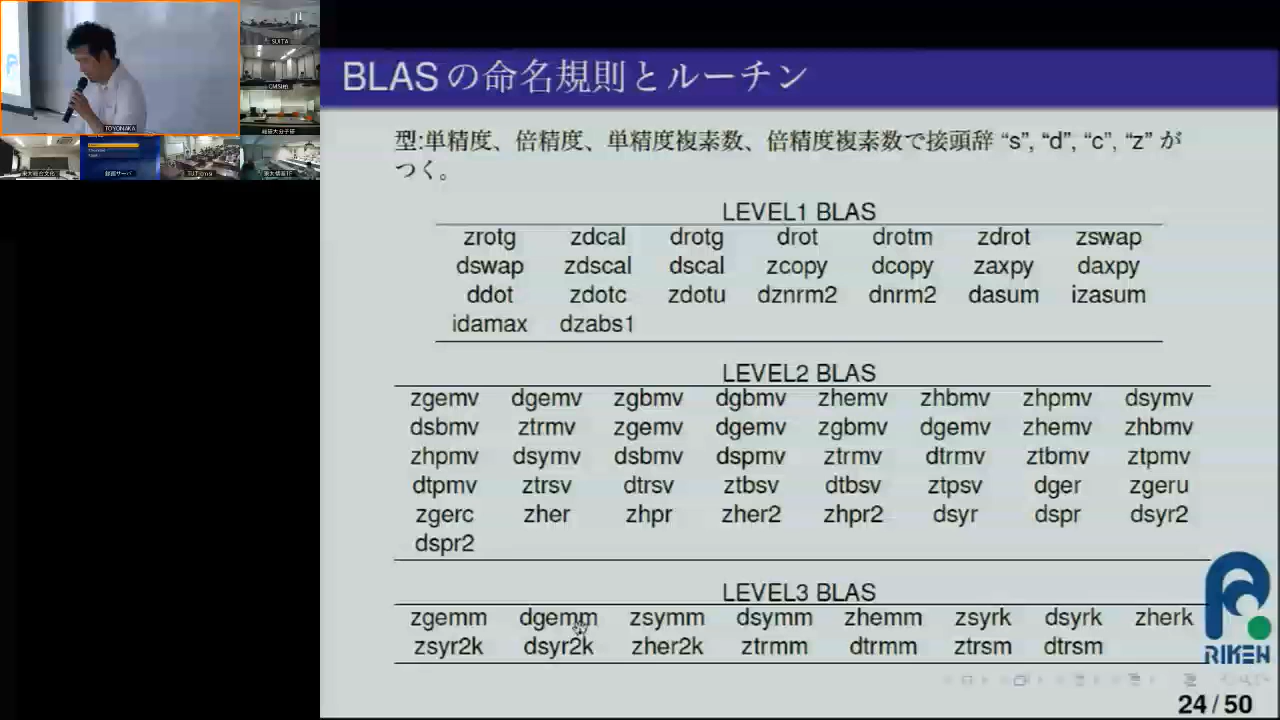 SUITA
TOYONAKA
BLASの命名規則とルーチン
型:単精度、倍精度、単精度複素数、倍精度複素数で接頭辞 “s”, “d”, “c”, “z” が
つく。
LEVEL1 BLAS
zrotg zdcal drotg drot drotm zdrot zswap
dswap zdscal dscal zcopy dcopy zaxpy daxpy
ddot zdotc zdotu dznrm2 dnrm2 dasum izasum
idamax dzabs1
LEVEL2 BLAS
zgemv dgemv zgbmv dgbmv zhemv zhbmv zhpmv dsymv
dsbmv ztrmv zgemv dgemv zgbmv dgemv zhemv zhbmv
zhpmv dsymv dsbmv dspmv ztrmv dtrmv ztbmv ztpmv
dtpmv ztrsv dtrsv ztbsv dtbsv ztpsv dger zgeru
zgerc zher zhpr zher2 zhpr2 dsyr dspr dsyr2
dspr2
LEVEL3 BLAS
zgemm dgemm zsymm dsymm zhemm zsyrk dsyrk zherk
zsyr2k dsyr2k zher2k ztrmm dtrmm ztrsm dtrsm
RIKEN
24 / 50